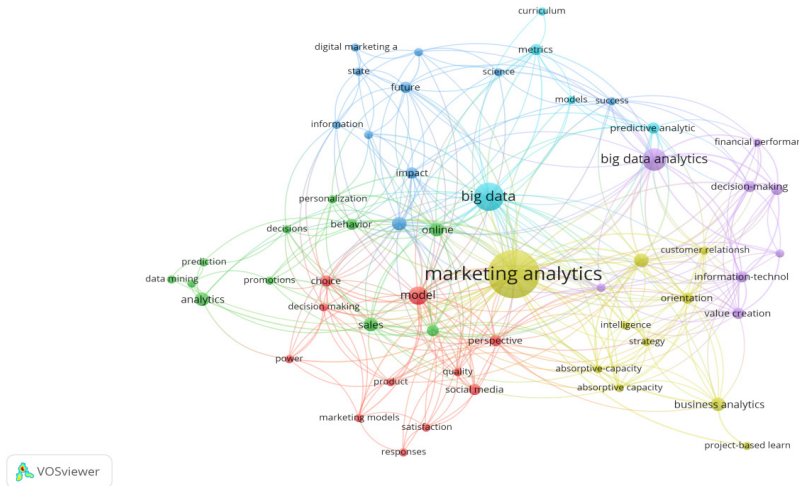 curriculum
digital marketing a
metrics
state
science
future
models
success
information
predictive analytic
financial performan
impact
big data analytics
decision-making
personalization
big data
decisions
behavior
online
customer relationsh
prediction
marketing analytics
data mining
promotions
choice
information-technol
analytics
model
orientation
decision making
value creation
sales
intelligence
perspective
strategy
power
absorptive-capacity
quality
product
social media
absorptive capacity
business analytics
marketing models
satisfaction
project-based learn
responses
VOSviewer